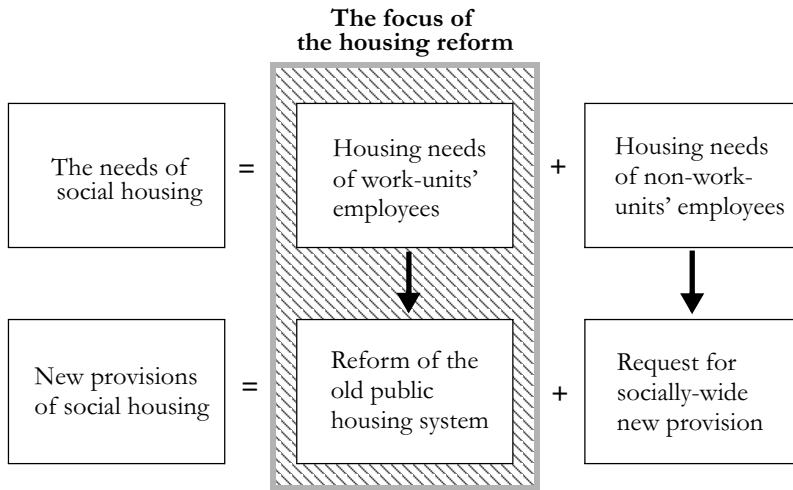 The focus of
the housing reform
The needs of
social housing
=
Housing needs
of work-units'
employees
+
Housing needs
of non-work-
units' employees
New provisions
of social housing
=
Reform of the
old public
housing system
+
Request for
socially-wide
new provision